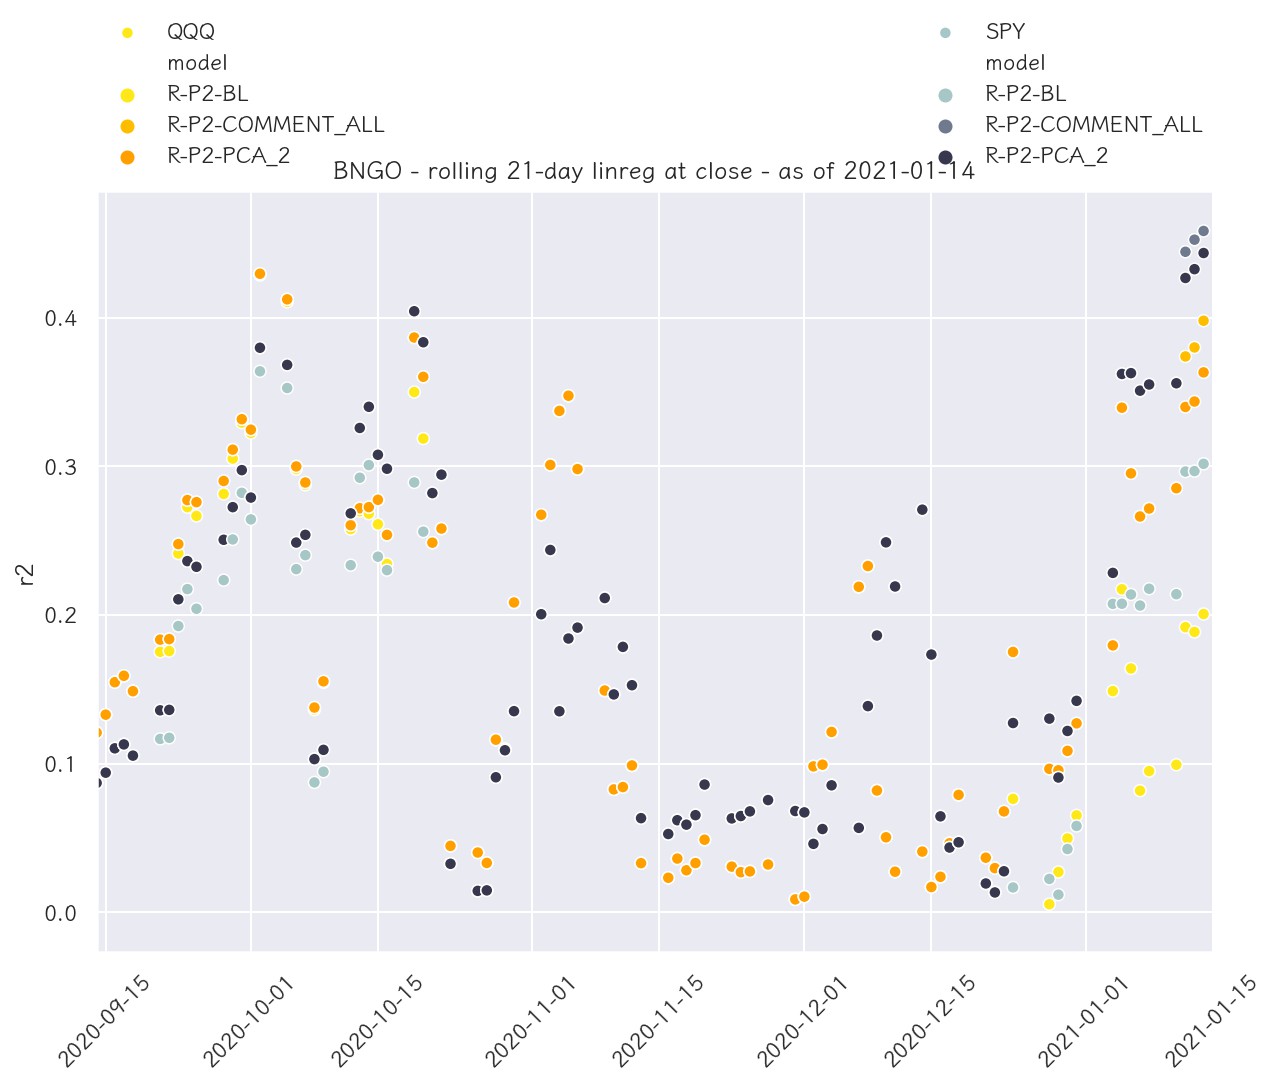 QQQ
model
R-P2-BL
R-P2-COMMENT_ALL
R-P2-PCA_2
SPY
model
R-P2-BL
R-P2-COMMENT_ALL
R-P2-PCA_2
BNGO - rolling 21-day linreg at close - as of 2021-01-14
r2
0.4
0.3
0.2
0.1
0.0
2020-09-15
2020-10-01
2020-10-15
2020-11-01
2020-11-15
2020-12-01
2020-12-15
2021-01-01
2021-01-15